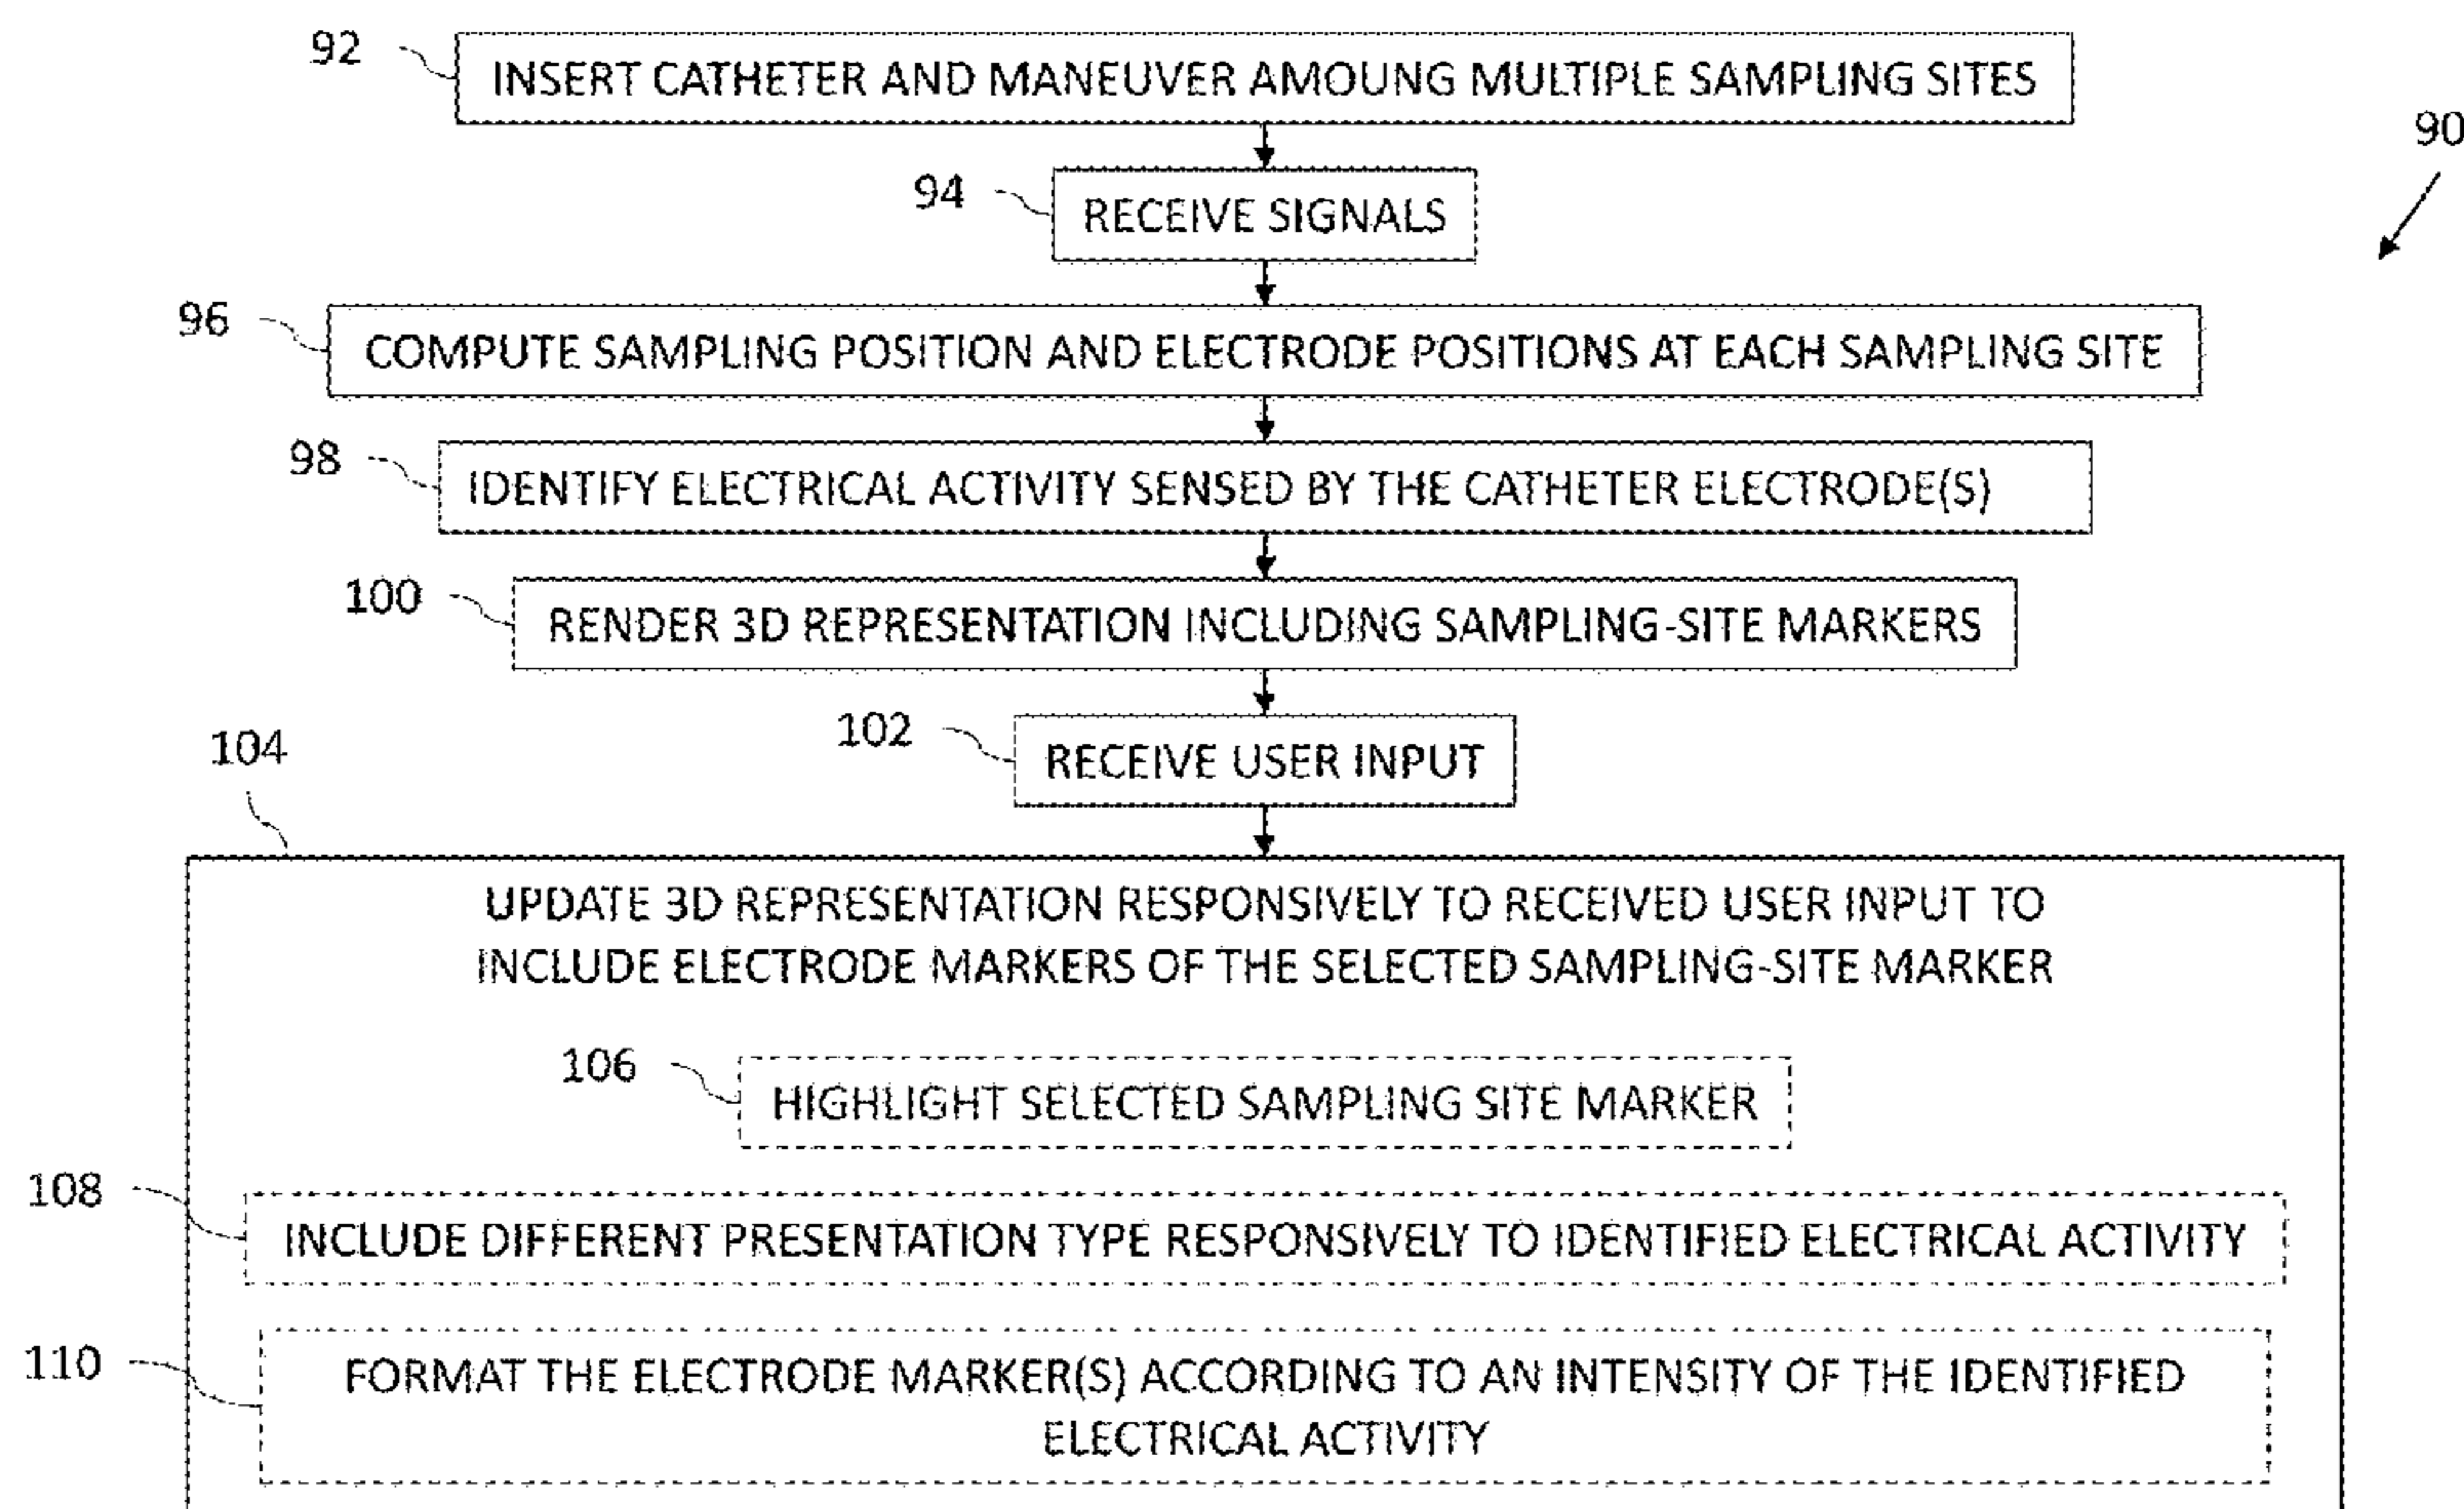 92
INSERT CATHETER AND MANEUVER AMOUNG MULTIPLE SAMPLING SITES
90
94
RECEIVE SIGNALS
96
COMPUTE SAMPLING POSITION AND ELECTRODE POSITIONS AT EACH SAMPLING SITE
98
IDENTIFY ELECTRICAL ACTIVITY SENSED BY THE CATHETER ELECTRODE(S)
100
RENDER 3D REPRESENTATION INCLUDING SAMPLING-SITE MARKERS
102
RECEIVE USER INPUT
104
UPDATE 3D REPRESENTATION RESPONSIVELY TO RECEIVED USER INPUT TO
INCLUDE ELECTRODE MARKERS OF THE SELECTED SAMPLING-SITE MARKER
106
HIGHLIGHT SELECTED SAMPLING SITE MARKER
108
INCLUDE DIFFERENT PRESENTATION TYPE RESPONSIVELY TO IDENTIFIED ELECTRICAL ACTIVITY
110
FORMAT THE ELECTRODE MARKER(S) ACCORDING TO AN INTENSITY OF THE IDENTIFIED
ELECTRICAL ACTIVITY